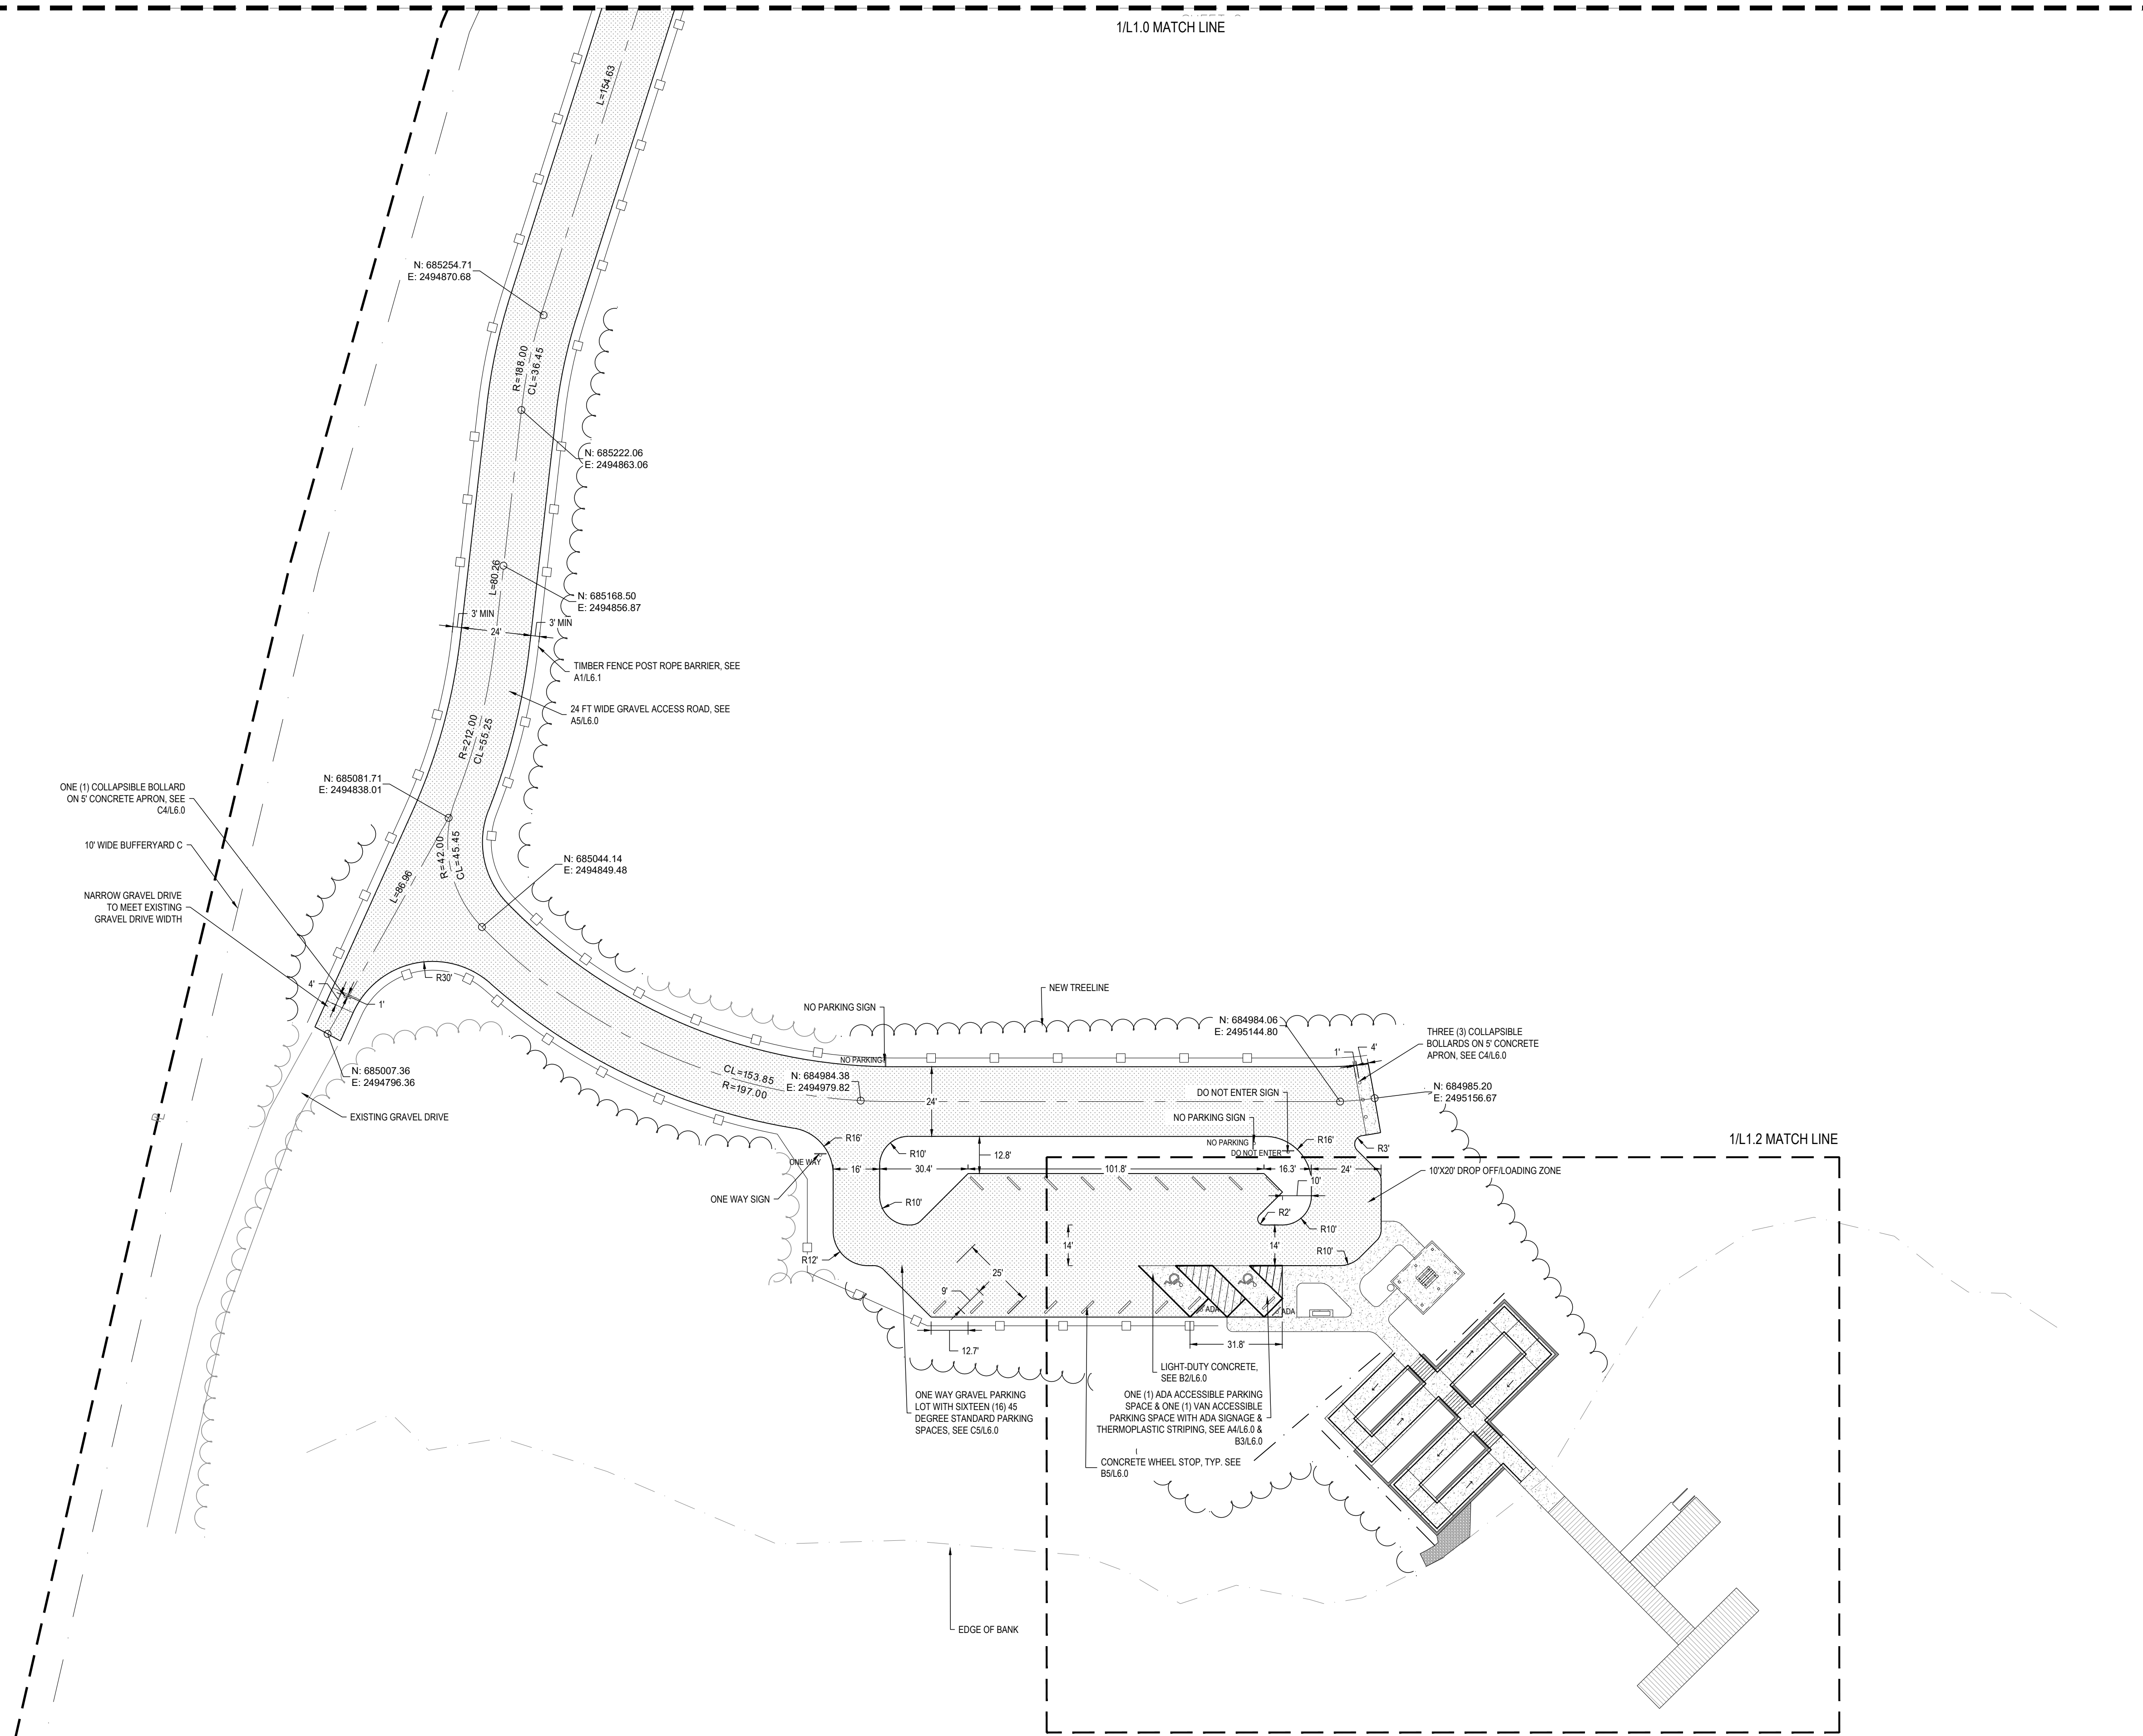 1/L1.0 MATCH LINE
L=154.63
N: 685254.71
E: 2494870.68
R=188.00
CL=36.45
N: 685222.06
E: 2494863.06
L=80.26
N: 685168.50
E: 2494856.87
3' MIN
3' MIN
24'
TIMBER FENCE POST ROPE BARRIER, SEE
A1/L6.1
24 FT WIDE GRAVEL ACCESS ROAD, SEE
A5/L6.0
R=212.00
CL=55.25
N: 685081.71
E: 2494838.01
ONE (1) COLLAPSIBLE BOLLARD
ON 5' CONCRETE APRON, SEE
C4/L6.0
10' WIDE BUFFERYARD C
R=42.00
CL=45.45
N: 685044.14
E: 2494849.48
L=86.96
NARROW GRAVEL DRIVE
TO MEET EXISTING
GRAVEL DRIVE WIDTH
4'
1'
R30'
N: 685007.36
E: 2494796.36
EXISTING GRAVEL DRIVE
NEW TREELINE
NO PARKING SIGN
NO PARKING
N: 684984.06
E: 2495144.80
THREE (3) COLLAPSIBLE
BOLLARDS ON 5' CONCRETE
APRON, SEE C4/L6.0
1'
4'
CL=153.85
R=197.00
N: 684984.38
E: 2494979.82
24'
DO NOT ENTER SIGN
N: 684985.20
E: 2495156.67
NO PARKING SIGN
NO PARKING
DO NOT ENTER
R16'
R16'
R3'
1/L1.2 MATCH LINE
ONE WAY
R10'
12.8'
16'
30.4'
101.8'
16.3'
24'
10'X20' DROP OFF/LOADING ZONE
10'
ONE WAY SIGN
R10'
R2'
R10'
14'
14'
R10'
R12'
25'
9'
ADA
ADA
12.7'
31.8'
LIGHT-DUTY CONCRETE,
SEE B2/L6.0
ONE WAY GRAVEL PARKING
LOT WITH SIXTEEN (16) 45
DEGREE STANDARD PARKING
SPACES, SEE C5/L6.0
ONE (1) ADA ACCESSIBLE PARKING
SPACE & ONE (1) VAN ACCESSIBLE
PARKING SPACE WITH ADA SIGNAGE &
THERMOPLASTIC STRIPING, SEE A4/L6.0 &
B3/L6.0
CONCRETE WHEEL STOP, TYP. SEE
B5/L6.0
EDGE OF BANK